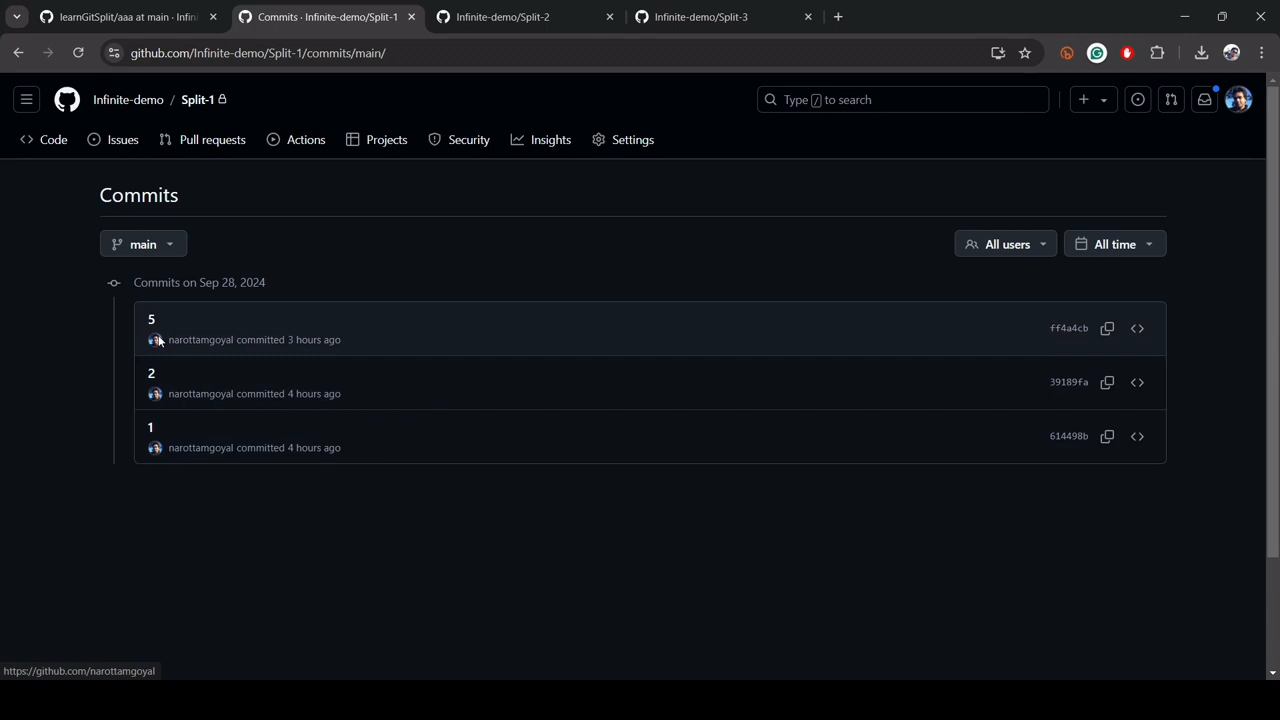 learnGitSplit/aaa at main · Infini
Commits · Infinite-demo/Split-1
Infinite-demo/Split-2
Infinite-demo/Split-3
github.com/Infinite-demo/Split-1/commits/main/
Infinite-demo / Split-1
Type / to search
Code
Issues
Pull requests
Actions
Projects
Security
Insights
Settings
Commits
main
All users
All time
Commits on Sep 28, 2024
5
narottamgoyal committed 3 hours ago
ff4a4cb
2
narottamgoyal committed 4 hours ago
39189fa
1
narottamgoyal committed 4 hours ago
614498b
https://github.com/narottamgoyal